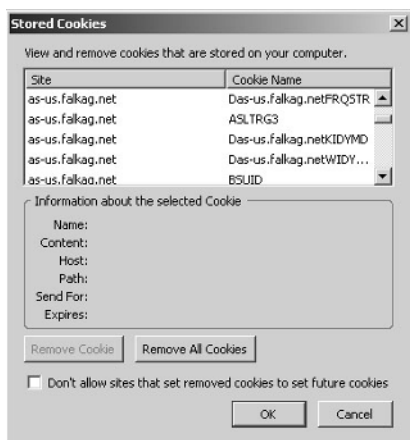 Stored Cookies
View and remove cookies that are stored on your computer.
Site Cookie Name
as-us.falkag.net Das-us.falkag.netFRQSTR
as-us.falkag.net ASLTRG3
as-us.falkag.net Das-us.falkag.netKIDYMD
as-us.falkag.net Das-us.falkag.netWIDY...
as-us.falkag.net BSUID
Information about the selected Cookie
Name:
Content:
Host:
Path:
Send For:
Expires:
Remove Cookie Remove All Cookies
Don't allow sites that set removed cookies to set future cookies
OK Cancel